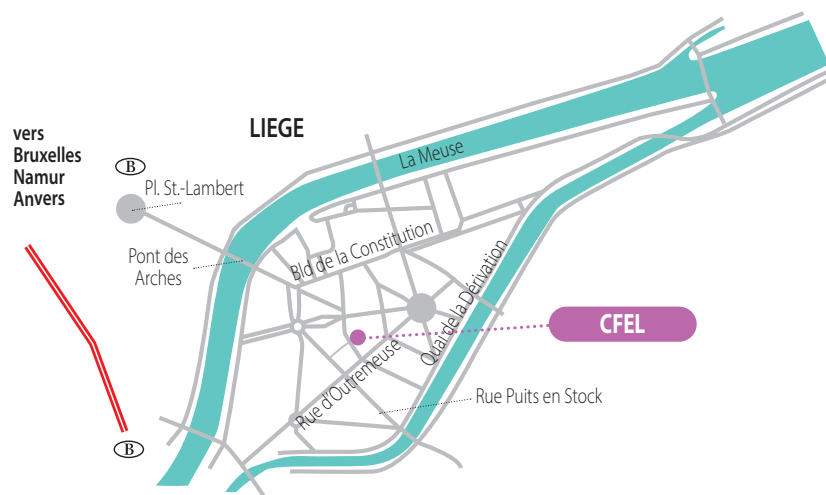 LIEGE
vers
Bruxelles
Namur
Anvers
B
Pl. St.-Lambert
La Meuse
Pont des
Arches
Bld de la Constitution
Quai de la Dérivation
CFEL
Rue d'Outremeuse
Rue Puits en Stock
B